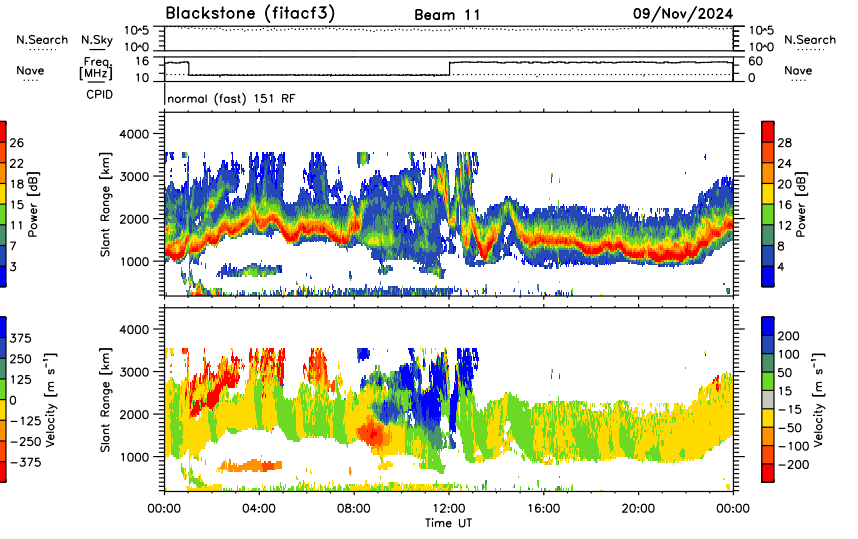 Blackstone (fitacf3) Beam 11 09/Nov/2024
N.Search N.Sky 10^5 10^0 10^5 10^0 N.Search
Nave Freq. [MHz] 16 10 60 0 Nave
CPID normal (fast) 151 RF
Power [dB] 26 22 18 15 11 7 3
Slant Range [km] 4000 3000 2000 1000
Power [dB] 28 24 20 16 12 8 4
Velocity [m s⁻¹] 375 250 125 0 −125 −250 −375
Slant Range [km] 4000 3000 2000 1000
Velocity [m s⁻¹] 200 100 50 15 −15 −50 −100 −200
00:00 04:00 08:00 12:00 16:00 20:00 00:00
Time UT